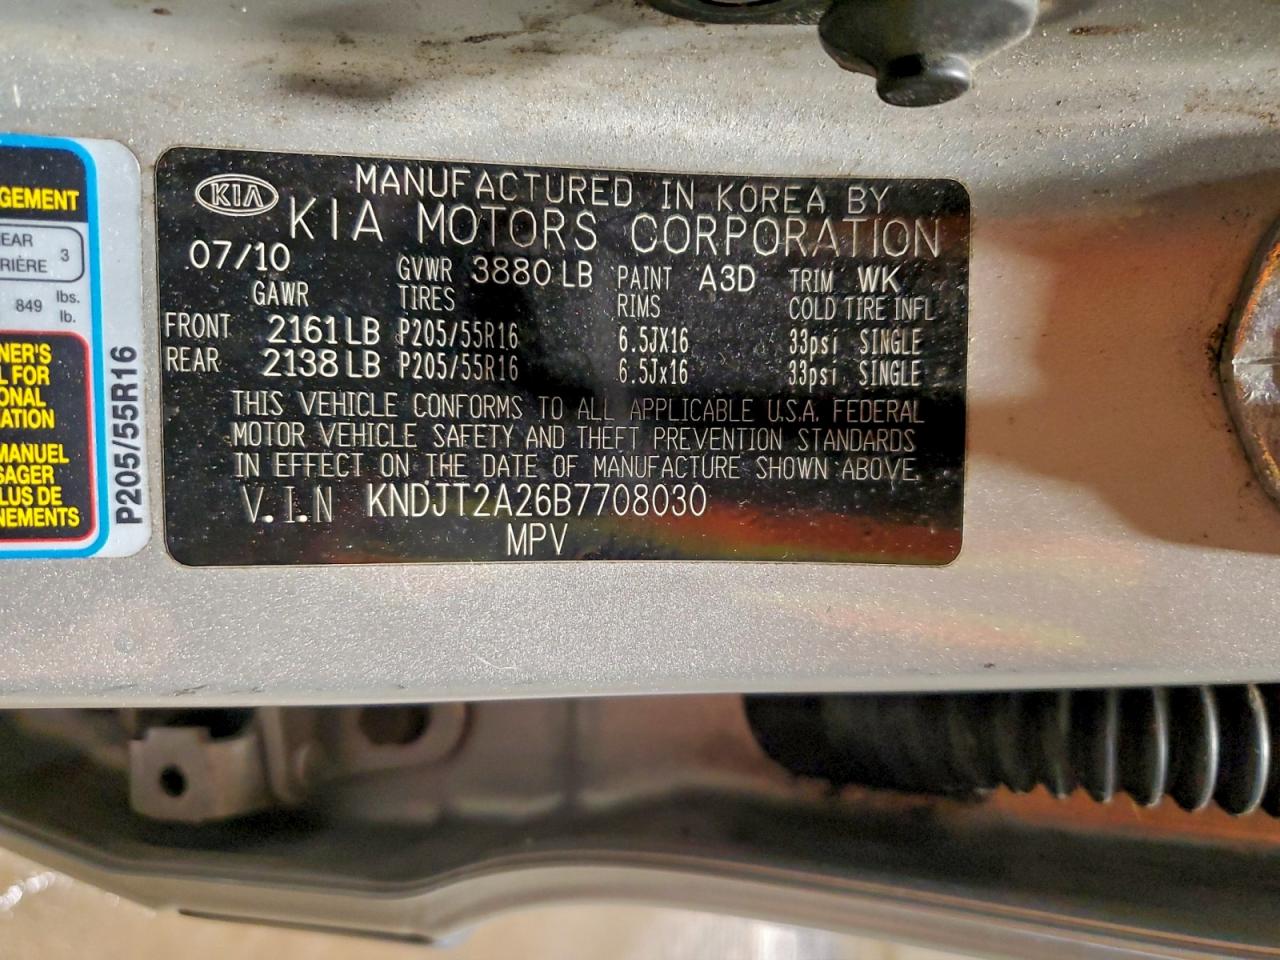 GEMENT
EAR 3
RIÈRE
849 lbs.
lb.
NER'S
L FOR
ONAL
ATION
MANUEL
SAGER
LUS DE
NEMENTS
P205/55R16
KIA MANUFACTURED IN KOREA BY
KIA MOTORS CORPORATION
07/10 GVWR 3880 LB PAINT A3D TRIM WK
GAWR TIRES RIMS COLD TIRE INFL
FRONT 2161LB P205/55R16 6.5JX16 33psi SINGLE
REAR 2138LB P205/55R16 6.5Jx16 33psi SINGLE
THIS VEHICLE CONFORMS TO ALL APPLICABLE U.S.A. FEDERAL
MOTOR VEHICLE SAFETY AND THEFT PREVENTION STANDARDS
IN EFFECT ON THE DATE OF MANUFACTURE SHOWN ABOVE.
V.I.N KNDJT2A26B7708030
MPV